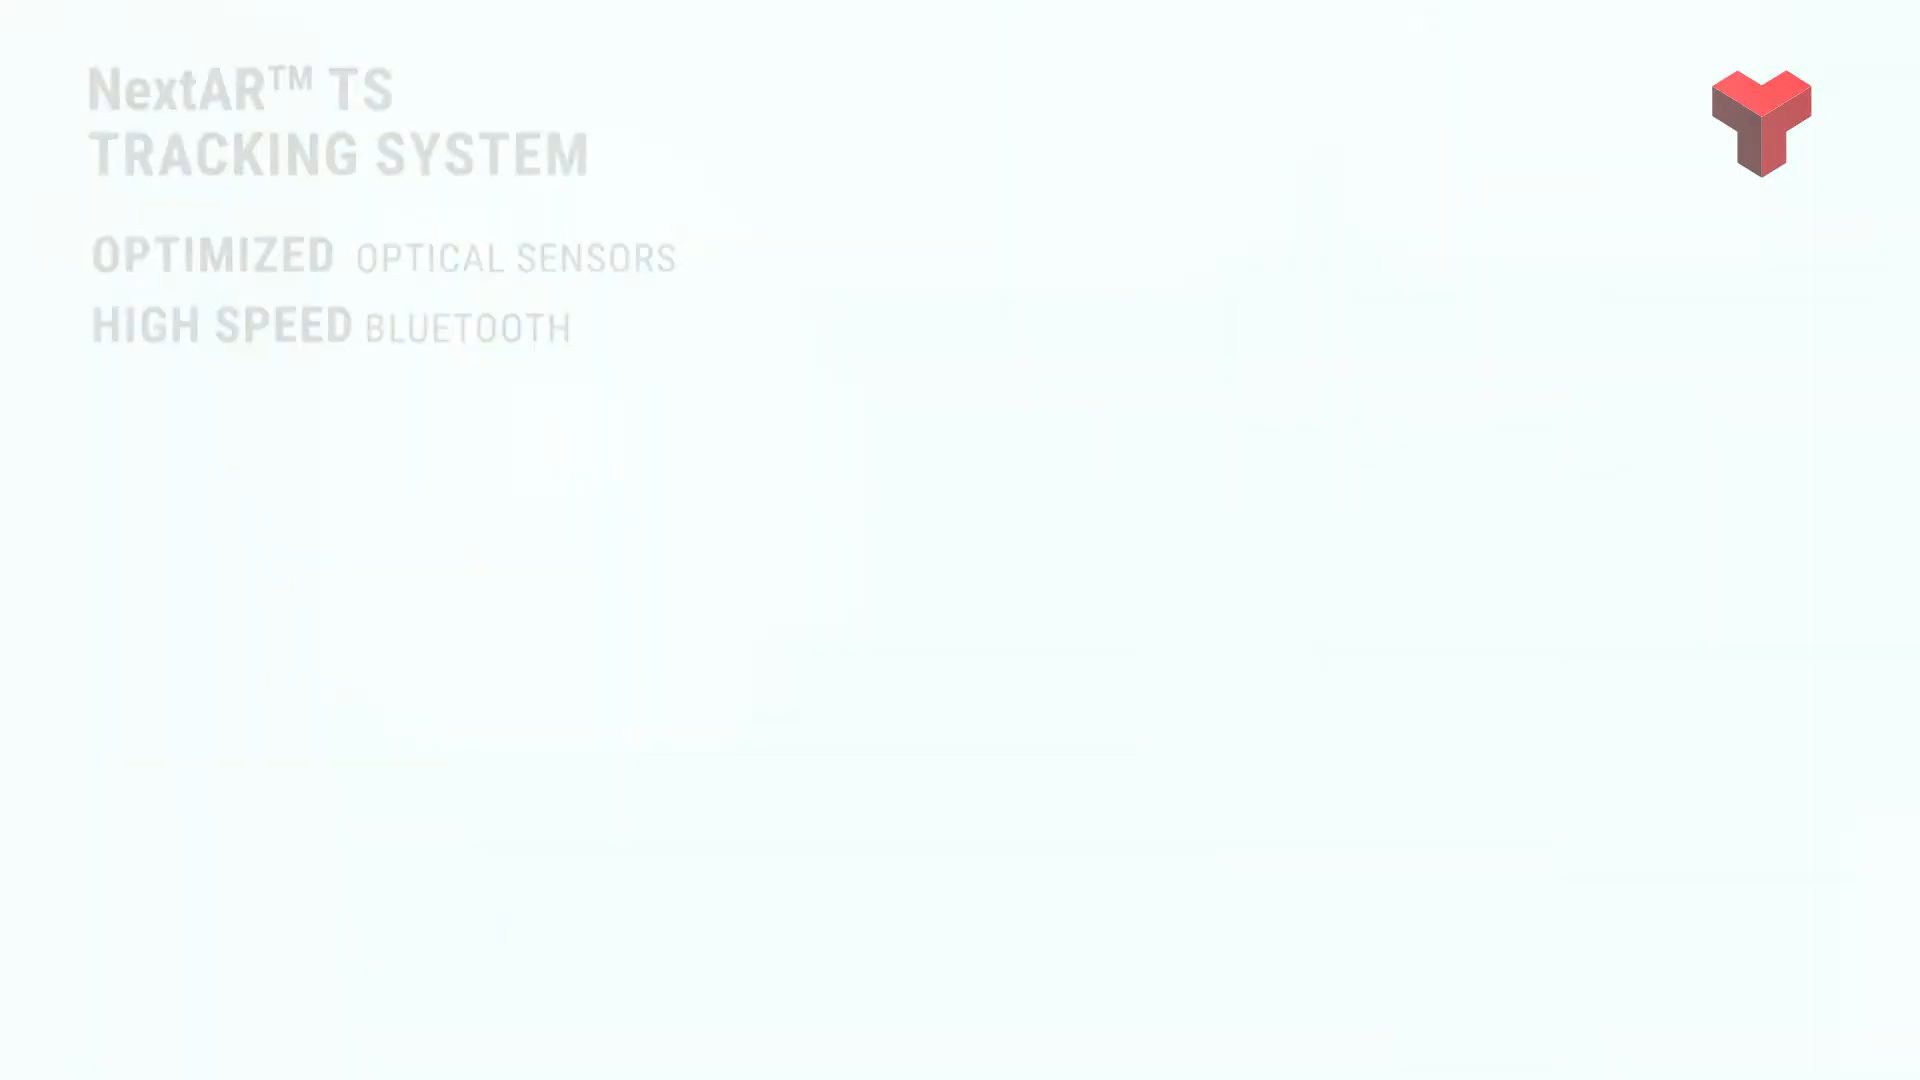 NextAR™ TS
TRACKING SYSTEM
OPTIMIZED OPTICAL SENSORS
HIGH SPEED BLUETOOTH